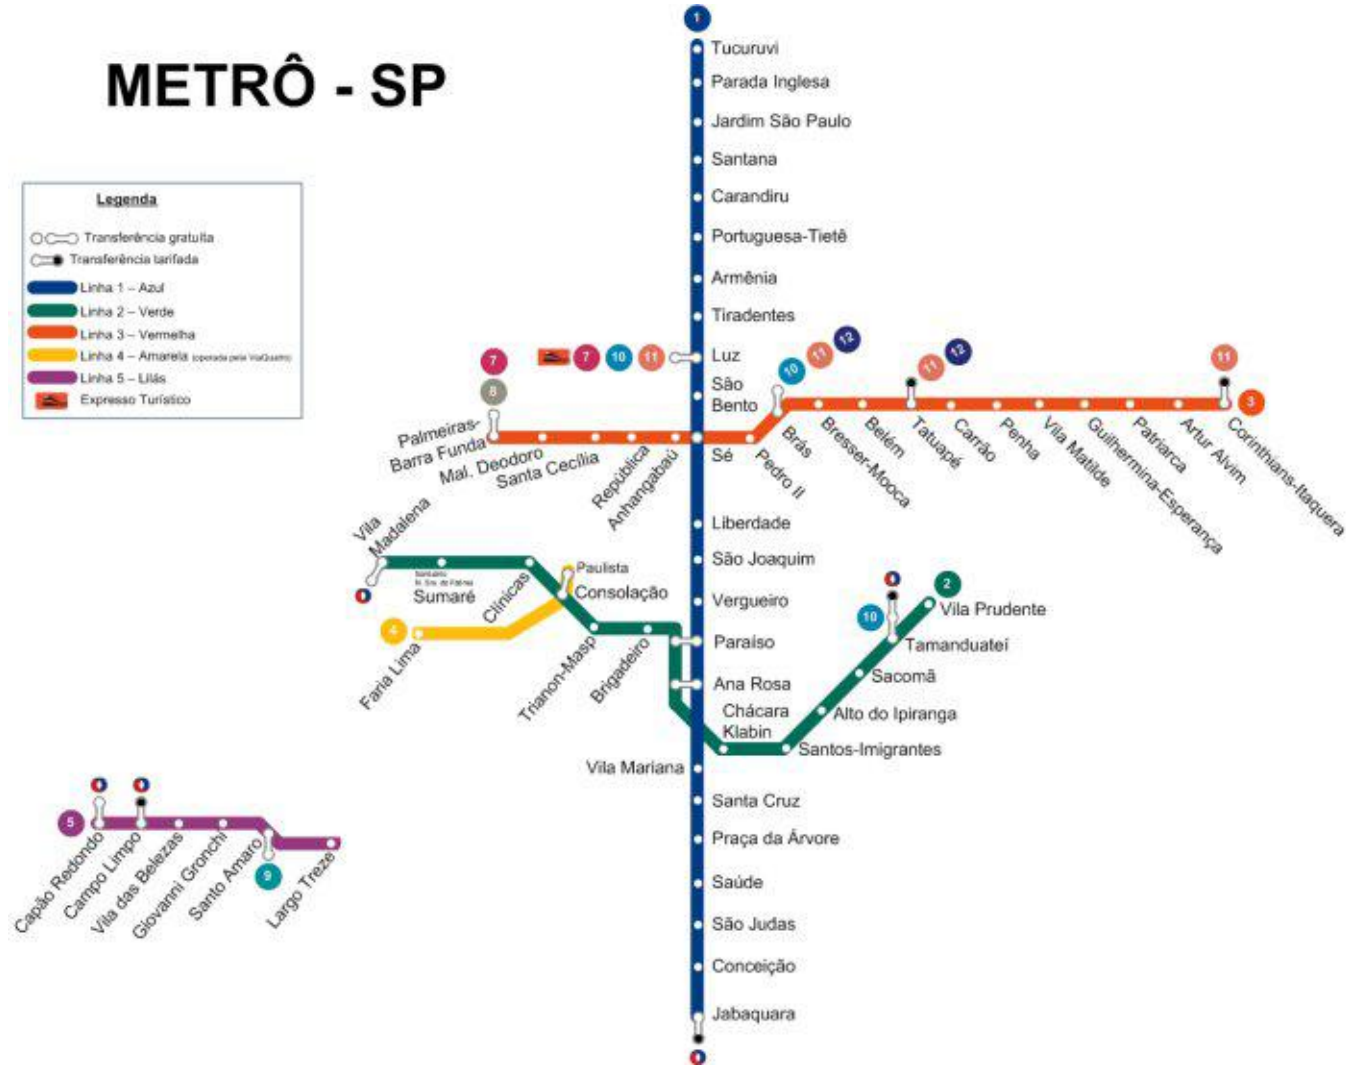 1
METRÔ - SP
Tucuruvi
Parada Inglesa
Jardim São Paulo
Santana
Carandiru
Portuguesa-Tietê
Armênia
Tiradentes
Luz
São
Bento
Sé
Liberdade
São Joaquim
Vergueiro
Paraíso
Ana Rosa
Vila Mariana
Santa Cruz
Praça da Árvore
Saúde
São Judas
Conceição
Jabaquara
Legenda
Transferência gratuita
Transferência tarifada
Linha 1 – Azul
Linha 2 – Verde
Linha 3 – Vermelha
Linha 4 – Amarela (operada pela ViaQuatro)
Linha 5 – Lilás
Expresso Turístico
7
8
7
10
11
10
11
12
11
12
11
3
Palmeiras-
Barra Funda
Mal. Deodoro
Santa Cecília
República
Anhangabaú
Pedro II
Brás
Bresser-Mooca
Belém
Tatuapé
Carrão
Penha
Vila Matilde
Guilhermina-Esperança
Patriarca
Artur Alvim
Corinthians-Itaquera
Vila
Madalena
Santuário
N. Sra. de Fátima
Sumaré
Clínicas
Paulista
Consolação
4
Faria Lima
Trianon-Masp
Brigadeiro
Chácara
Klabin
Santos-Imigrantes
Alto do Ipiranga
Sacomã
10
Tamanduateí
2
Vila Prudente
5
Capão Redondo
Campo Limpo
Vila das Belezas
Giovanni Gronchi
Santo Amaro
9
Largo Treze